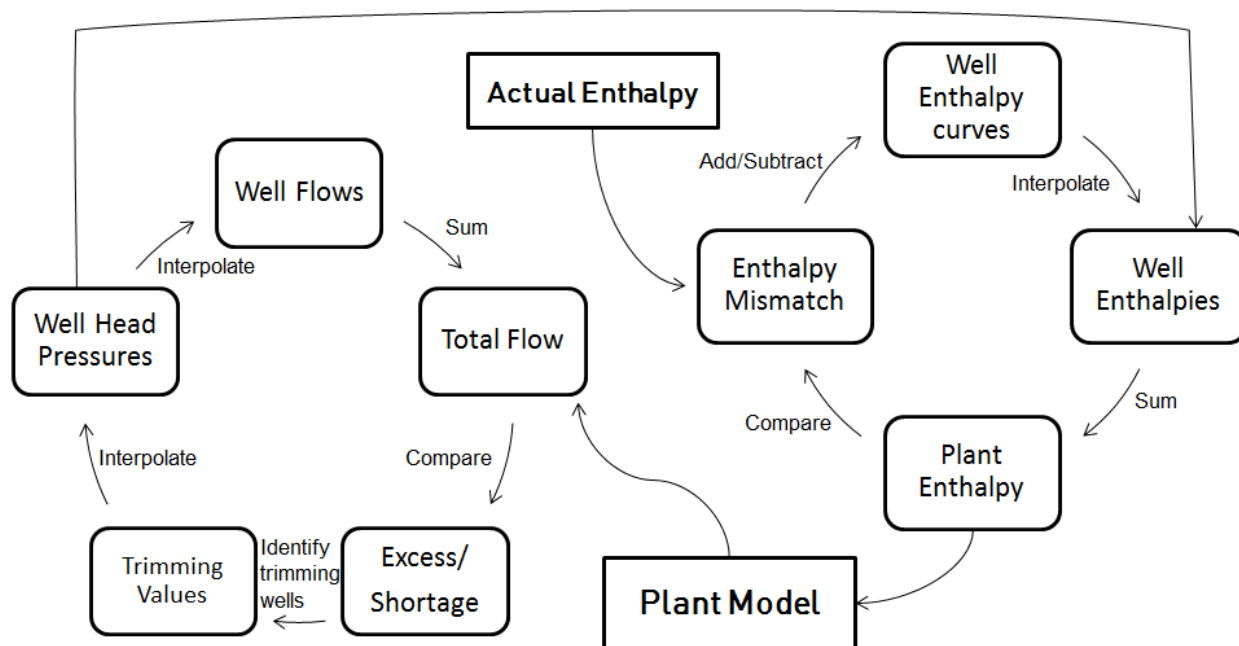 Actual Enthalpy
Well
Enthalpy
curves
Add/Subtract
Interpolate
Well Flows
Sum
Interpolate
Enthalpy
Mismatch
Well
Enthalpies
Well Head
Pressures
Total Flow
Compare
Sum
Interpolate
Compare
Plant
Enthalpy
Trimming
Values
Identify
trimming
wells
Excess/
Shortage
Plant Model